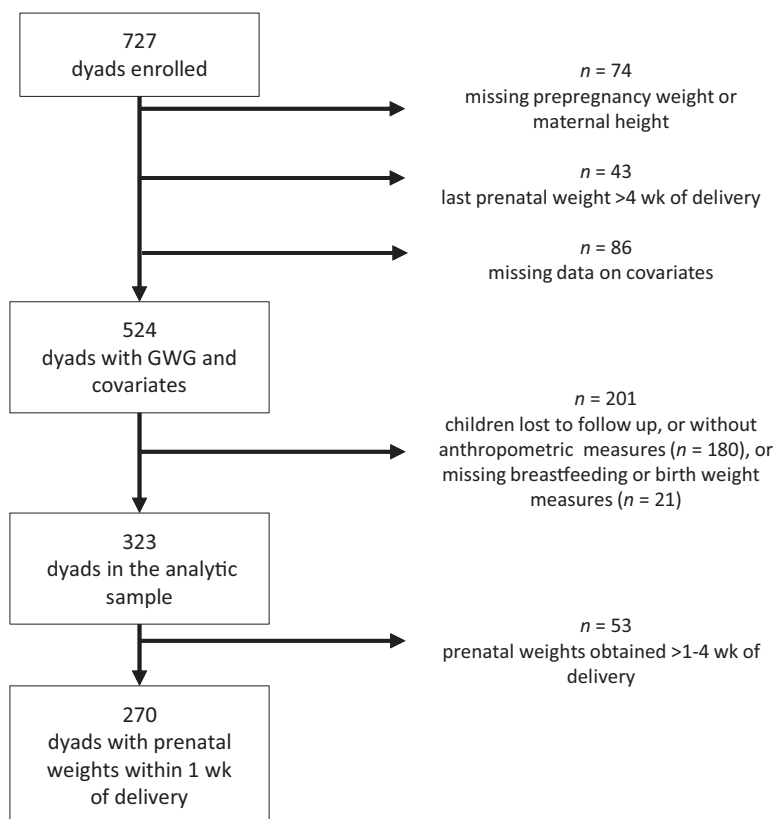 727
dyads enrolled
n = 74
missing prepregnancy weight or
maternal height
n = 43
last prenatal weight >4 wk of delivery
n = 86
missing data on covariates
524
dyads with GWG and
covariates
n = 201
children lost to follow up, or without
anthropometric measures (n = 180), or
missing breastfeeding or birth weight
measures (n = 21)
323
dyads in the analytic
sample
n = 53
prenatal weights obtained >1-4 wk of
delivery
270
dyads with prenatal
weights within 1 wk
of delivery